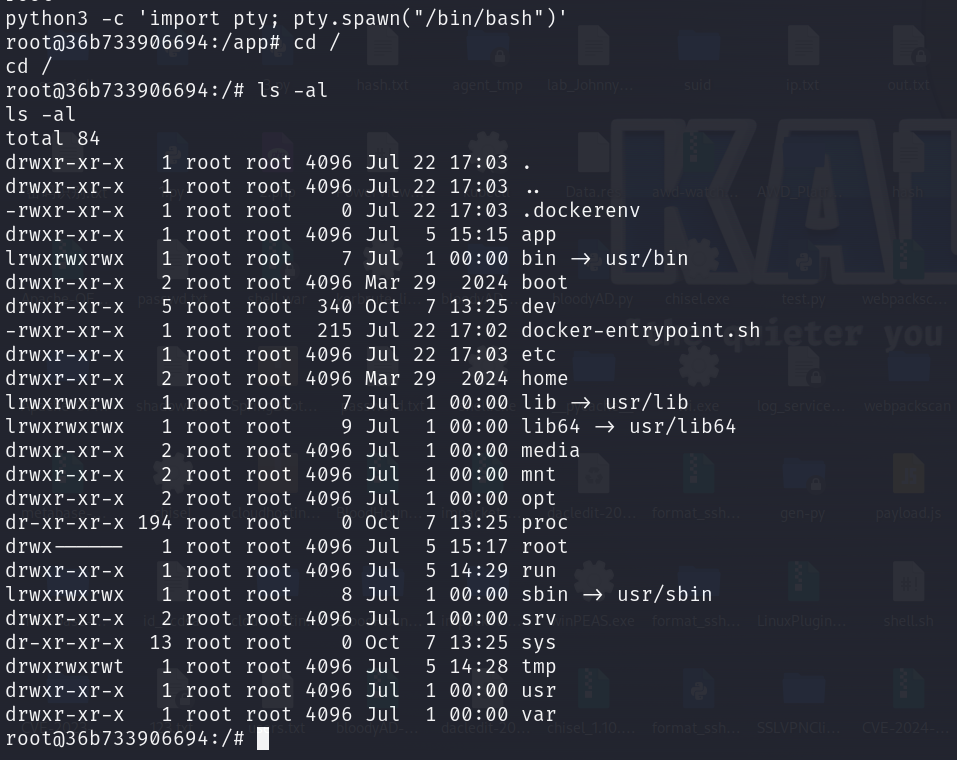 python3 -c 'import pty; pty.spawn("/bin/bash")'
root@36b733906694:/app# cd /
cd /
root@36b733906694:/# ls -al
ls -al
total 84
drwxr-xr-x   1 root root 4096 Jul 22 17:03 .
drwxr-xr-x   1 root root 4096 Jul 22 17:03 ..
-rwxr-xr-x   1 root root    0 Jul 22 17:03 .dockerenv
drwxr-xr-x   1 root root 4096 Jul  5 15:15 app
lrwxrwxrwx   1 root root    7 Jul  1 00:00 bin -> usr/bin
drwxr-xr-x   2 root root 4096 Mar 29  2024 boot
drwxr-xr-x   5 root root  340 Oct  7 13:25 dev
-rwxr-xr-x   1 root root  215 Jul 22 17:02 docker-entrypoint.sh
drwxr-xr-x   1 root root 4096 Jul 22 17:03 etc
drwxr-xr-x   2 root root 4096 Mar 29  2024 home
lrwxrwxrwx   1 root root    7 Jul  1 00:00 lib -> usr/lib
lrwxrwxrwx   1 root root    9 Jul  1 00:00 lib64 -> usr/lib64
drwxr-xr-x   2 root root 4096 Jul  1 00:00 media
drwxr-xr-x   2 root root 4096 Jul  1 00:00 mnt
drwxr-xr-x   2 root root 4096 Jul  1 00:00 opt
dr-xr-xr-x 194 root root    0 Oct  7 13:25 proc
drwx------   1 root root 4096 Jul  5 15:17 root
drwxr-xr-x   1 root root 4096 Jul  5 14:29 run
lrwxrwxrwx   1 root root    8 Jul  1 00:00 sbin -> usr/sbin
drwxr-xr-x   2 root root 4096 Jul  1 00:00 srv
dr-xr-xr-x  13 root root    0 Oct  7 13:25 sys
drwxrwxrwt   1 root root 4096 Jul  5 14:28 tmp
drwxr-xr-x   1 root root 4096 Jul  1 00:00 usr
drwxr-xr-x   1 root root 4096 Jul  1 00:00 var
root@36b733906694:/#